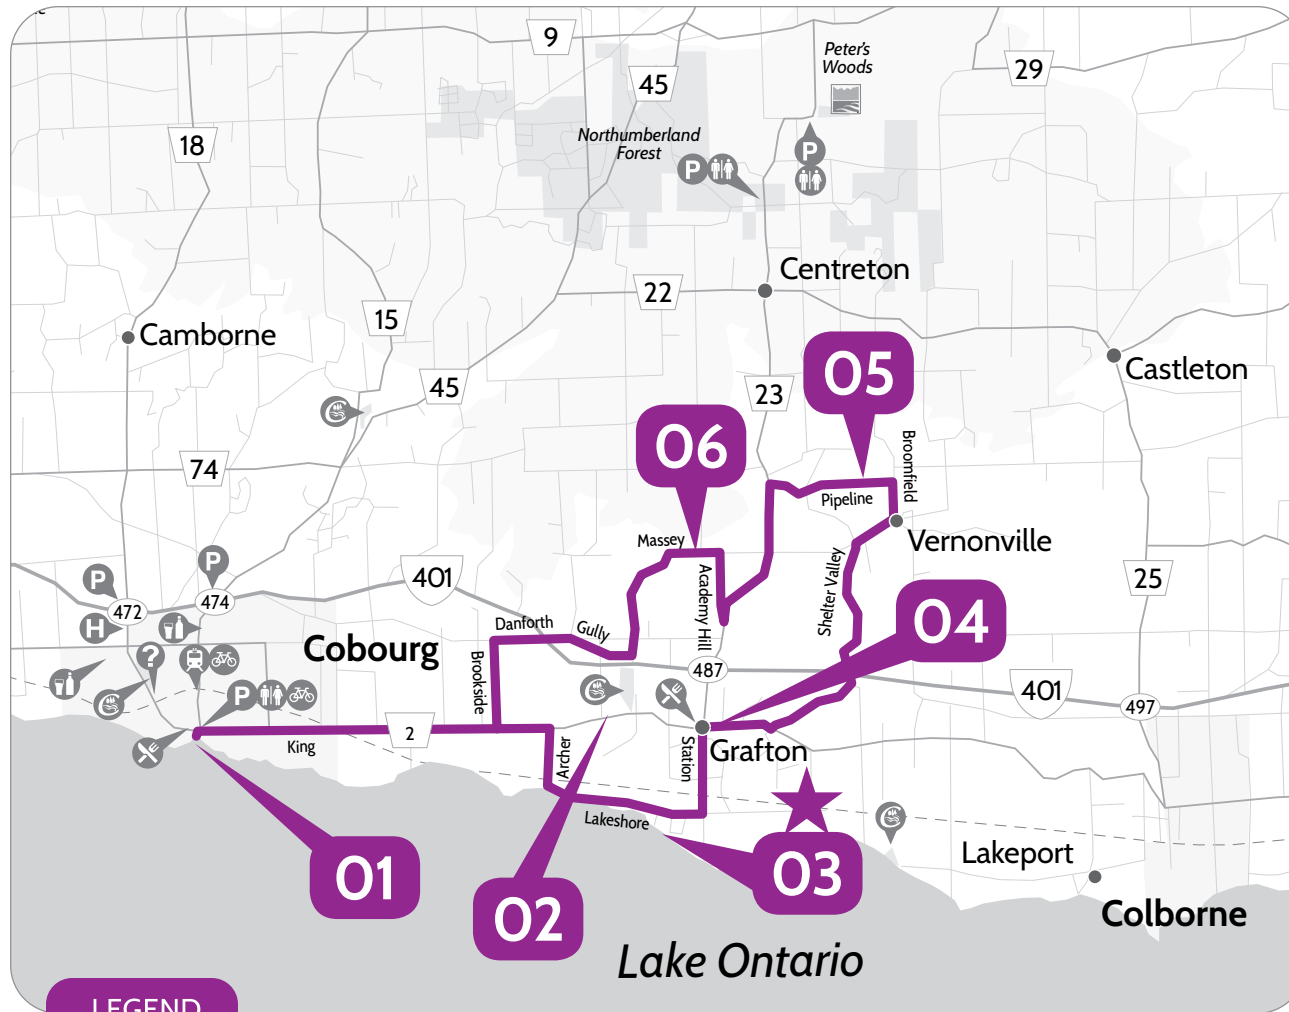 9
45
29
Peter's
Woods
18
Northumberland
Forest
P
P
Centreton
22
15
Camborne
Castleton
45
23
05
06
74
Broomfield
Pipeline
Massey
Vernonville
401
P
P
Academy Hill
Shelter Valley
25
472
474
H
Danforth
Gully
04
Cobourg
?
Brookside
487
401
497
P
2
King
Archer
Station
Grafton
Lakeshore
01
02
03
Lakeport
Colborne
Lake Ontario
LEGEND